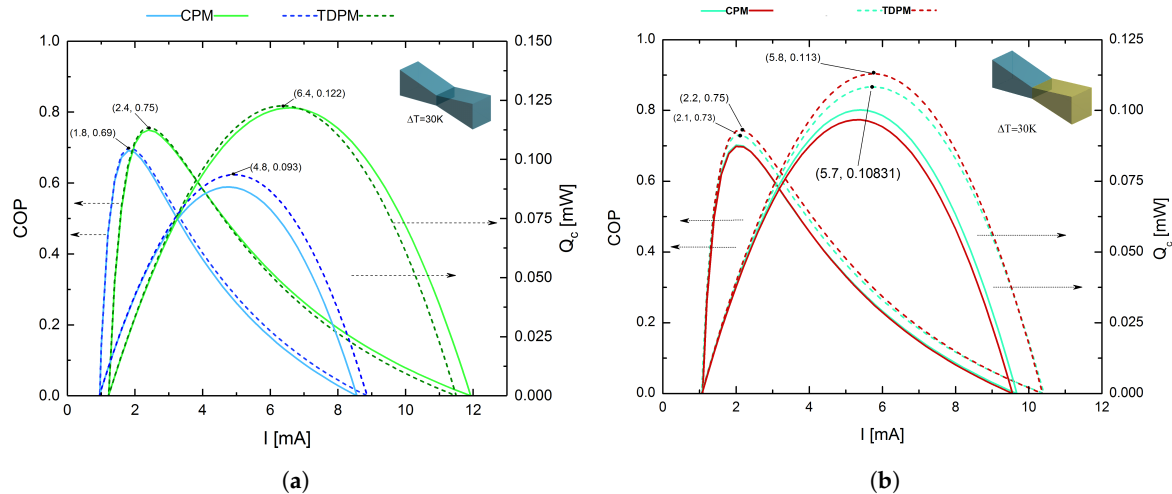 CPM TDPM
1.0 0.150
0.8 0.125
0.6 0.100
0.4 0.075
0.2 0.050
0.0 0.025
0.000
0 2 4 6 8 10 12
COP
Q_c [mW]
I [mA]
(1.8, 0.69)
(2.4, 0.75)
(6.4, 0.122)
(4.8, 0.093)
ΔT=30K
(a)
CPM TDPM
1.0 0.125
0.8 0.100
0.6 0.075
0.4 0.050
0.2 0.025
0.0 0.000
0 2 4 6 8 10 12
COP
Q_c [mW]
I [mA]
(5.8, 0.113)
(2.2, 0.75)
(2.1, 0.73)
(5.7, 0.10831)
ΔT=30K
(b)